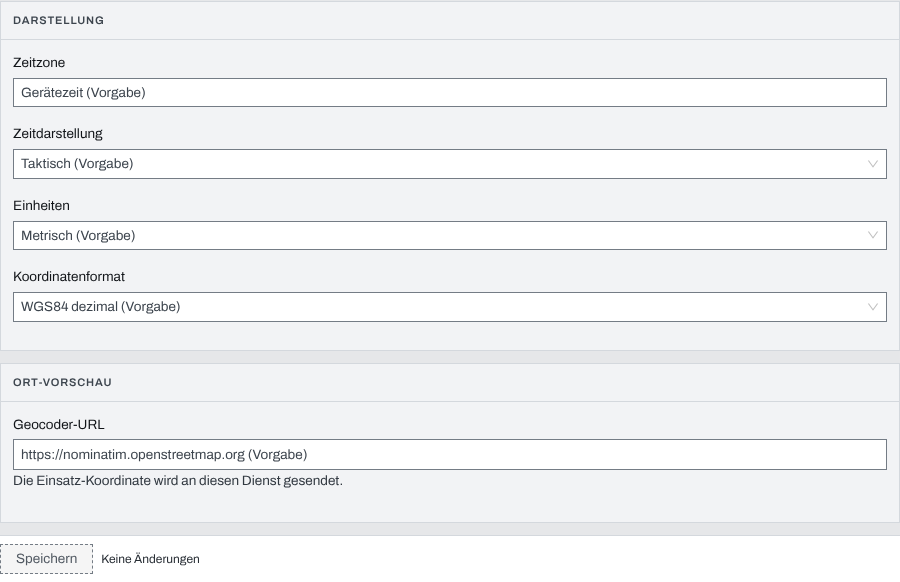 DARSTELLUNG
Zeitzone
Gerätezeit (Vorgabe)
Zeitdarstellung
Taktisch (Vorgabe)
Einheiten
Metrisch (Vorgabe)
Koordinatenformat
WGS84 dezimal (Vorgabe)
ORT-VORSCHAU
Geocoder-URL
https://nominatim.openstreetmap.org (Vorgabe)
Die Einsatz-Koordinate wird an diesen Dienst gesendet.
Speichern Keine Änderungen